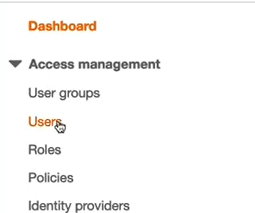 Dashboard
Access management
User groups
Users
Roles
Policies
Identity providers